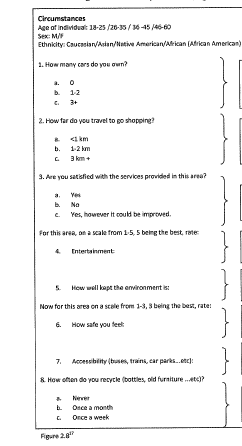 Circumstances
Age of individual: 18-25 /26-35 / 36 -45 /46-60
Sex: M/F
Ethnicity: Caucasian/Asian/Native American/African (African American)
1. How many cars do you own?
a. 0
b. 1-2
c. 3+
2. How far do you travel to go shopping?
a. <1 km
b. 1-2 km
c. 3 km +
3. Are you satisfied with the services provided in this area?
a. Yes
b. No
c. Yes, however it could be improved.
For this area, on a scale from 1-5, 5 being the best, rate:
4. Entertainment:
5. How well kept the environment is:
Now for this area on a scale from 1-3, 3 being the best, rate:
6. How safe you feel:
7. Accessibility (buses, trains, car parks...etc):
8. How often do you recycle (bottles, old furniture ...etc)?
a. Never
b. Once a month
c. Once a week
Figure 2.8¹⁷